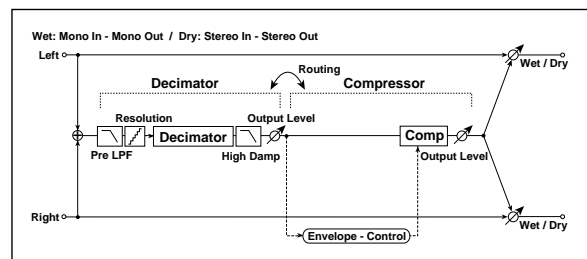 Wet: Mono In - Mono Out / Dry: Stereo In - Stereo Out
Left
Wet / Dry
Routing
Decimator
Compressor
Resolution
Output Level
Decimator
Comp
Pre LPF
High Damp
Output Level
Right
Wet / Dry
Envelope - Control